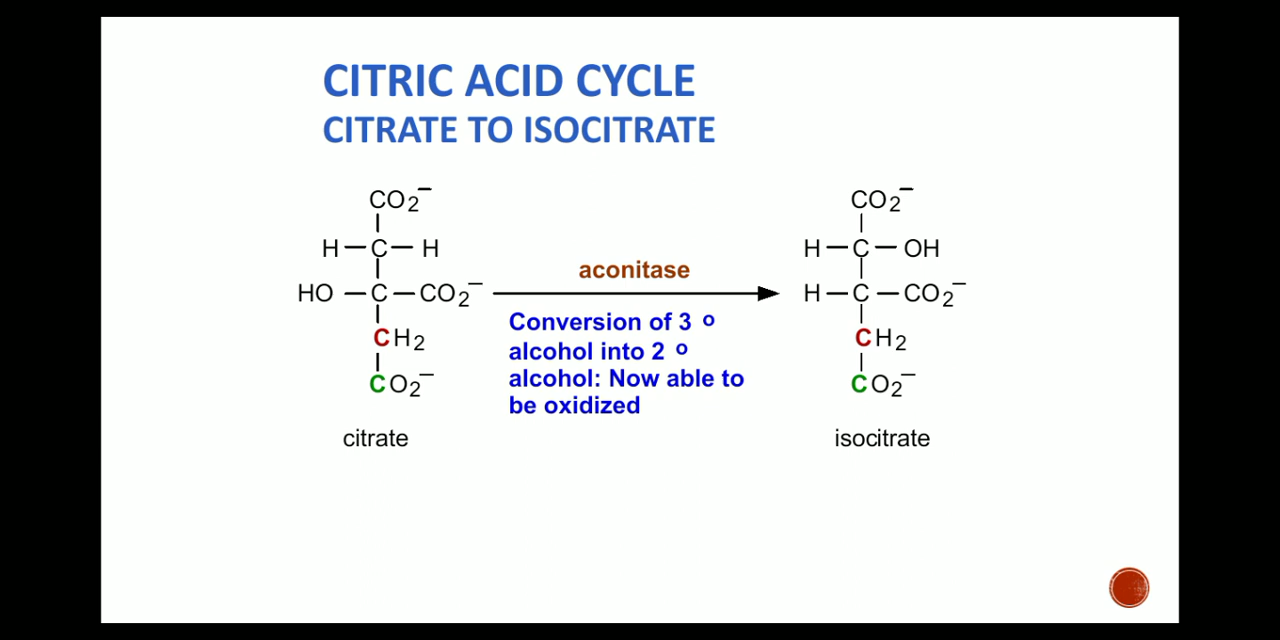 CITRIC ACID CYCLE
CITRATE TO ISOCITRATE
CO2–
H—C—H
HO—C—CO2–
CH2
CO2–
citrate
aconitase
Conversion of 3 º
alcohol into 2 º
alcohol: Now able to
be oxidized
CO2–
H—C—OH
H—C—CO2–
CH2
CO2–
isocitrate